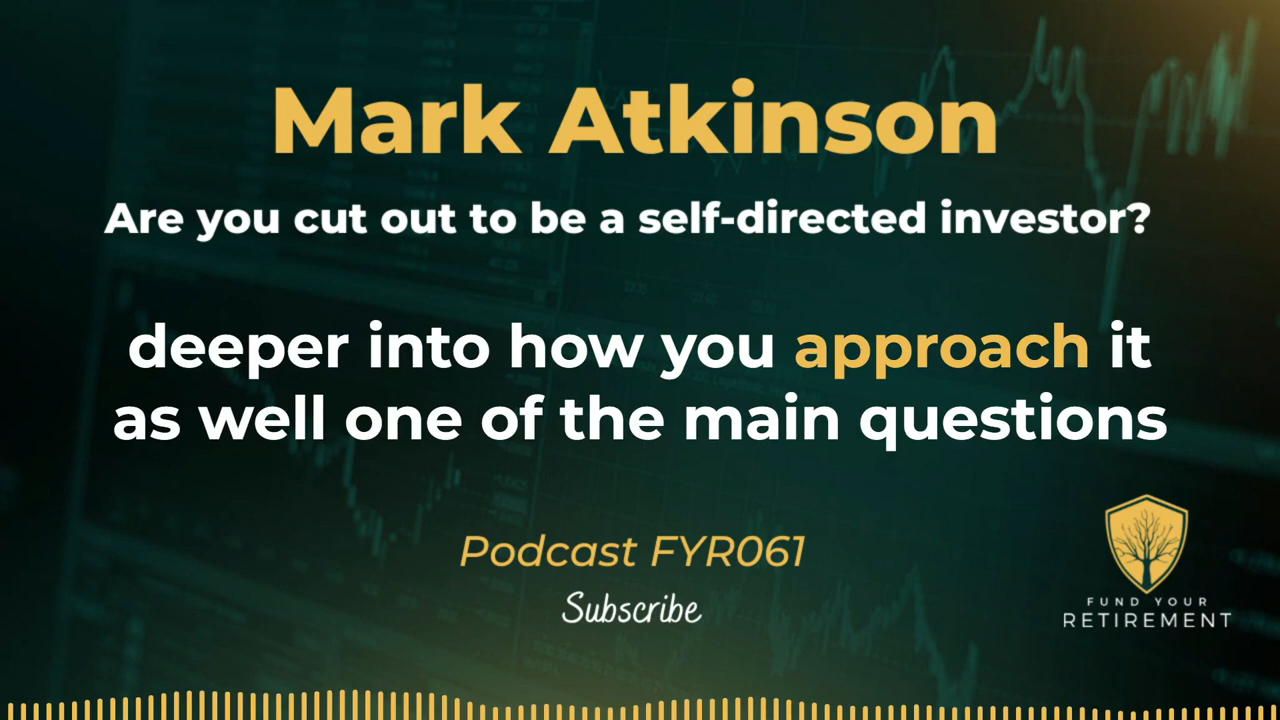 Mark Atkinson
Are you cut out to be a self-directed investor?
deeper into how you approach it
as well one of the main questions
Podcast FYR061
Subscribe
FUND YOUR
RETIREMENT